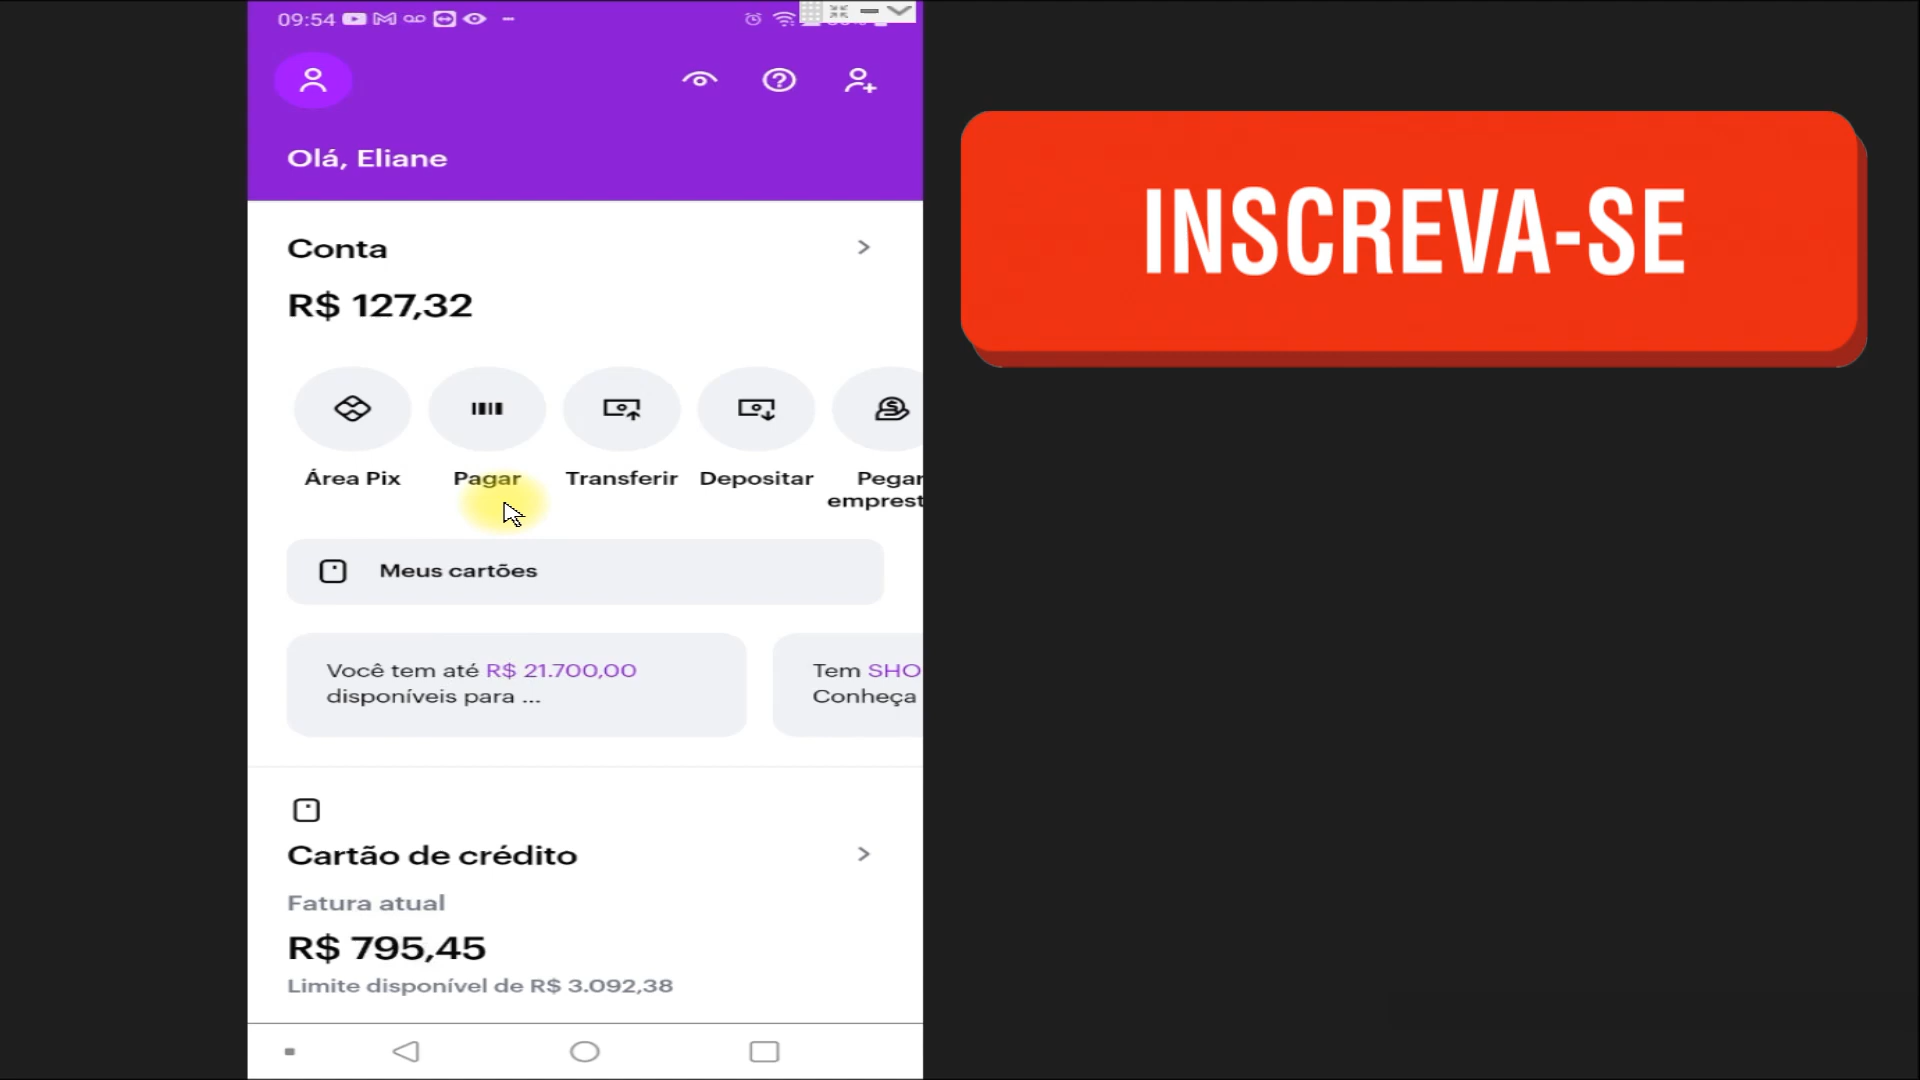 09:54
Olá, Eliane
Conta
R$ 127,32
Área Pix
Pagar
Transferir
Depositar
Pegar
emprest
Meus cartões
Você tem até R$ 21.700,00
disponíveis para ...
Tem SHO
Conheça
Cartão de crédito
Fatura atual
R$ 795,45
Limite disponível de R$ 3.092,38
INSCREVA-SE